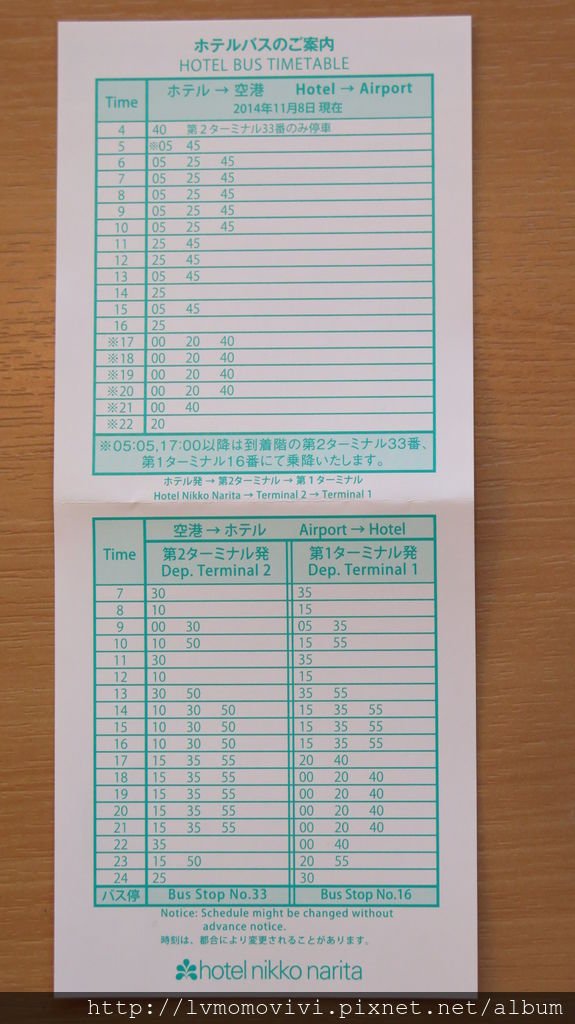 ホテルバスのご案内
HOTEL BUS TIMETABLE
Time ホテル → 空港 Hotel → Airport
2014年11月8日 現在
4 40 第2ターミナル33番のみ停車
5 ※05 45
6 05 25 45
7 05 25 45
8 05 25 45
9 05 25 45
10 05 25 45
11 25 45
12 25 45
13 05 45
14 25
15 05 45
16 25
※17 00 20 40
※18 00 20 40
※19 00 20 40
※20 00 20 40
※21 00 40
※22 20
※05:05,17:00以降は到着階の第2ターミナル33番、
第1ターミナル16番にて乗降いたします。
ホテル発 → 第2ターミナル → 第1ターミナル
Hotel Nikko Narita → Terminal 2 → Terminal 1
空港 → ホテル Airport → Hotel
Time 第2ターミナル発 第1ターミナル発
Dep. Terminal 2 Dep. Terminal 1
7 30 35
8 10 15
9 00 30 05 35
10 10 50 15 55
11 30 35
12 10 15
13 30 50 35 55
14 10 30 50 15 35 55
15 10 30 50 15 35 55
16 10 30 50 15 35 55
17 15 35 55 20 40
18 15 35 55 00 20 40
19 15 35 55 00 20 40
20 15 35 55 00 20 40
21 15 35 55 00 20 40
22 35 00 40
23 15 50 20 55
24 25 30
バス停 Bus Stop No.33 Bus Stop No.16
Notice: Schedule might be changed without
advance notice.
時刻は、都合により変更されることがあります。
hotel nikko narita
http://lvmomovivi.pixnet.net/album